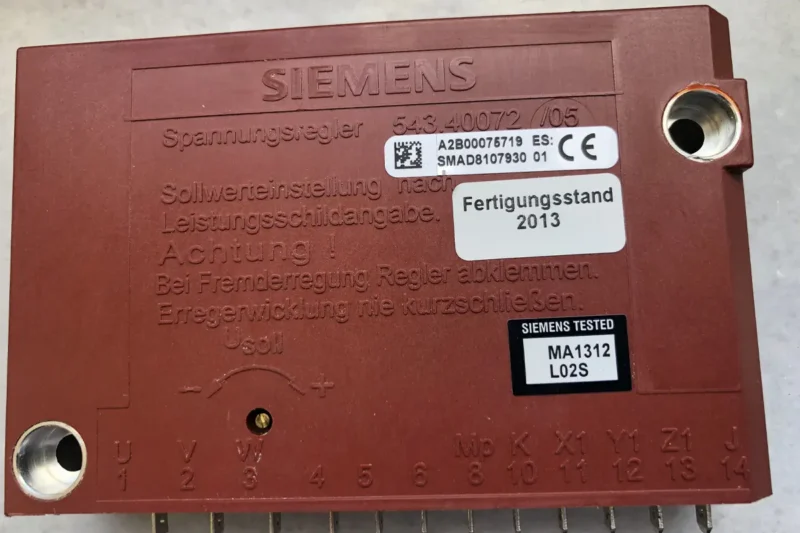 SIEMENS
Spannungsregler 543 40072 /05
A2B00075719 ES:
SMAD8107930 01 CE
Sollwerteinstellung nach
Leistungsschildangabe.
Fertigungsstand
2013
Achtung !
Bei Fremderregung Regler abklemmen.
Erregerwicklung nie kurzschließen.
SIEMENS TESTED
MA1312
L02S
Usoll
- +
U V W Mp K X1 Y1 Z1 J
1 2 3 4 5 6 8 10 11 12 13 14